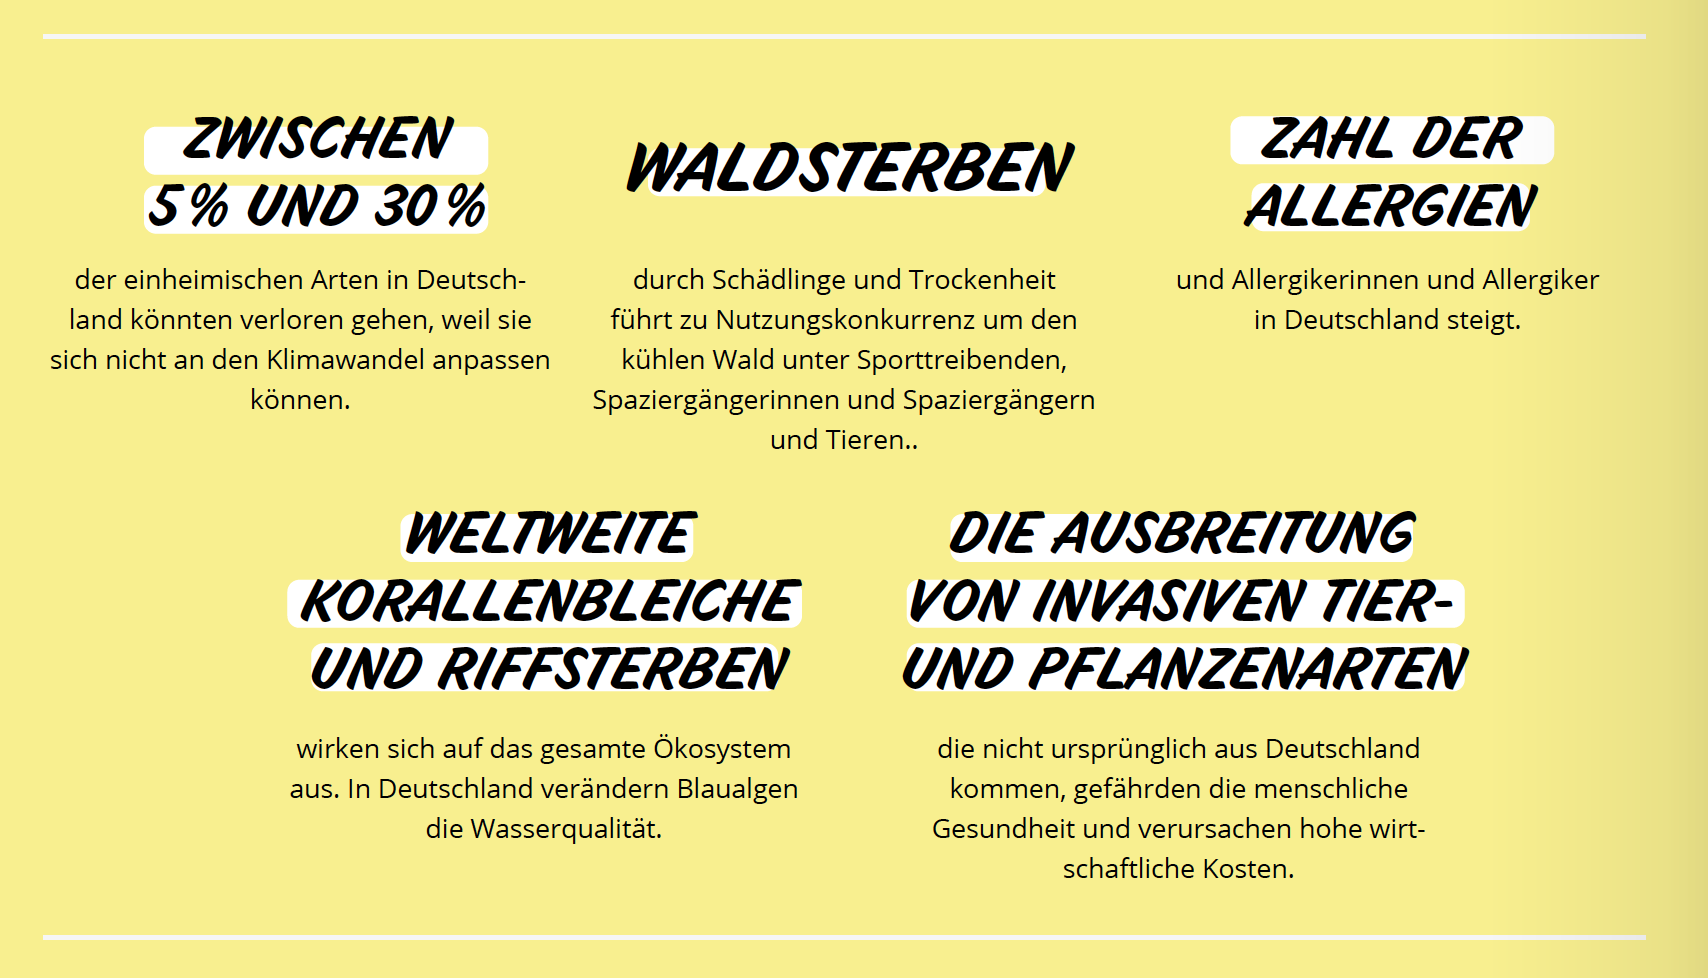 ZWISCHEN
5% UND 30%
der einheimischen Arten in Deutsch-
land könnten verloren gehen, weil sie
sich nicht an den Klimawandel anpassen
können.
WALDSTERBEN
durch Schädlinge und Trockenheit
führt zu Nutzungskonkurrenz um den
kühlen Wald unter Sporttreibenden,
Spaziergängerinnen und Spaziergängern
und Tieren..
ZAHL DER
ALLERGIEN
und Allergikerinnen und Allergiker
in Deutschland steigt.
WELTWEITE
KORALLENBLEICHE
UND RIFFSTERBEN
wirken sich auf das gesamte Ökosystem
aus. In Deutschland verändern Blaualgen
die Wasserqualität.
DIE AUSBREITUNG
VON INVASIVEN TIER-
UND PFLANZENARTEN
die nicht ursprünglich aus Deutschland
kommen, gefährden die menschliche
Gesundheit und verursachen hohe wirt-
schaftliche Kosten.